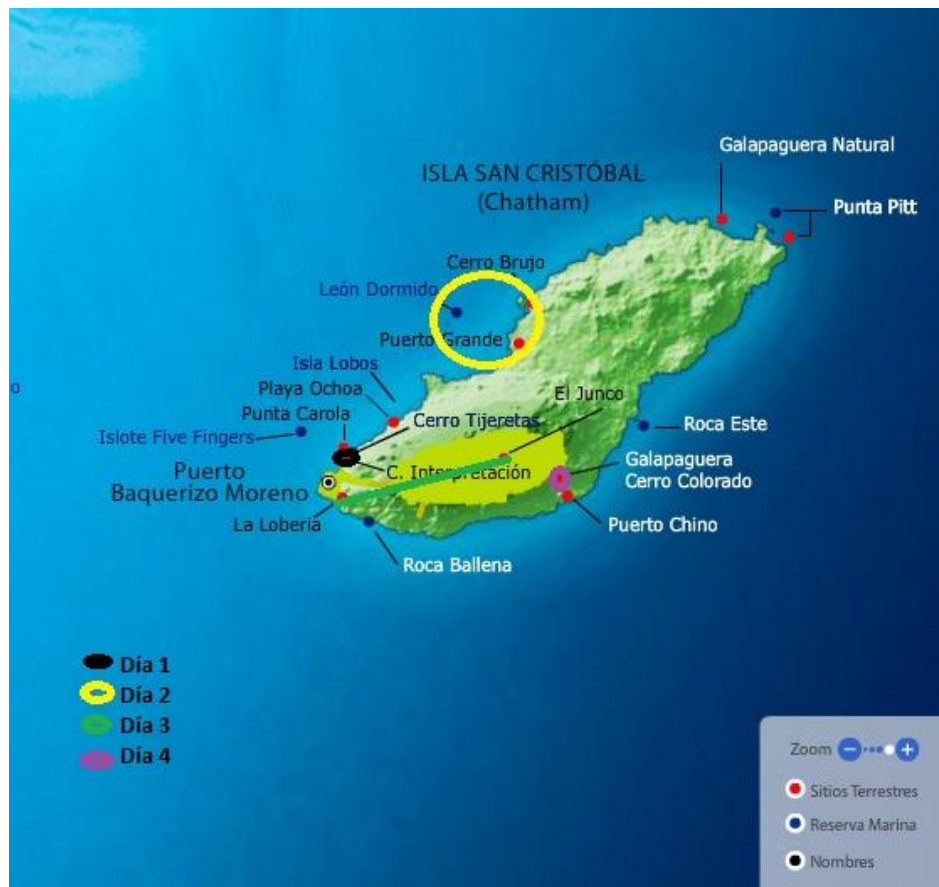 Galapaguera Natural
ISLA SAN CRISTÓBAL
(Chatham)
Punta Pitt
Cerro Brujo
León Dormido
Puerto Grande
Isla Lobos
Playa Ochoa
El Junco
Punta Carola
Cerro Tijeretas
Roca Este
Islote Five Fingers
o
C. Interpretación
Galapaguera
Cerro Colorado
Puerto
Baquerizo Moreno
La Lobería
Puerto Chino
Roca Ballena
Día 1
Día 2
Día 3
Día 4
Zoom
Sitios Terrestres
Reserva Marina
Nombres